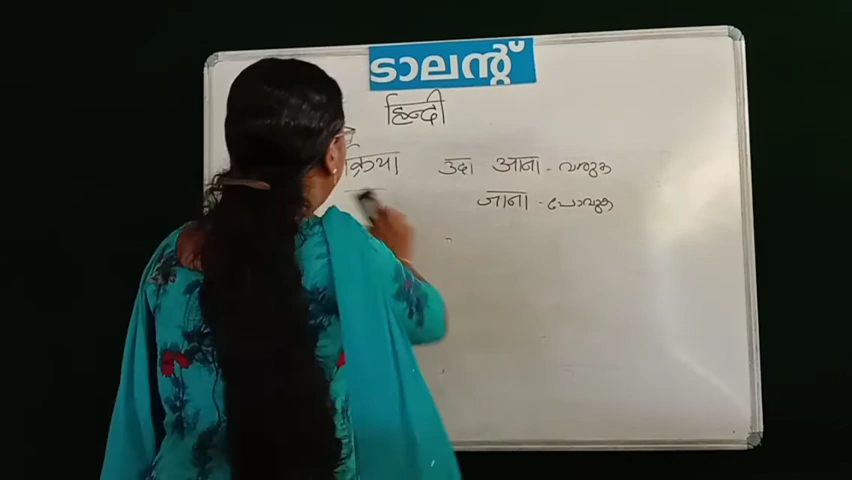 ടാലന്റ്
हिन्दी
क्रिया उदा आना - വരുക
जाना - പോവുക